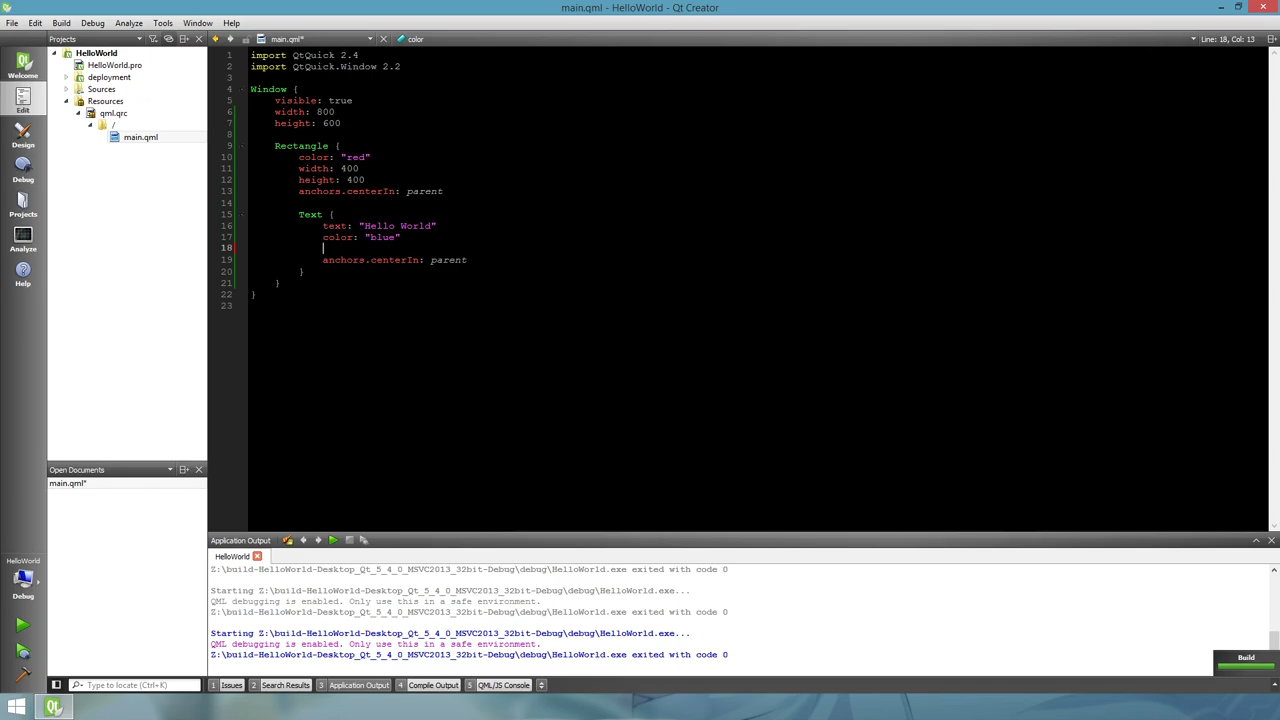 main.qml - HelloWorld - Qt Creator
File Edit Build Debug Analyze Tools Window Help
Projects
main.qml*
color
Line: 18, Col: 13
Welcome
Edit
Design
Debug
Projects
Analyze
Help
HelloWorld
Debug
HelloWorld
HelloWorld.pro
deployment
Sources
Resources
qml.qrc
/
main.qml
Open Documents
main.qml*
1 import QtQuick 2.4
2 import QtQuick.Window 2.2
3
4 Window {
5 visible: true
6 width: 800
7 height: 600
8
9 Rectangle {
10 color: "red"
11 width: 400
12 height: 400
13 anchors.centerIn: parent
14
15 Text {
16 text: "Hello World"
17 color: "blue"
18
19 anchors.centerIn: parent
20 }
21 }
22 }
23
Application Output
HelloWorld
Z:\build-HelloWorld-Desktop_Qt_5_4_0_MSVC2013_32bit-Debug\debug\HelloWorld.exe exited with code 0
Starting Z:\build-HelloWorld-Desktop_Qt_5_4_0_MSVC2013_32bit-Debug\debug\HelloWorld.exe...
QML debugging is enabled. Only use this in a safe environment.
Z:\build-HelloWorld-Desktop_Qt_5_4_0_MSVC2013_32bit-Debug\debug\HelloWorld.exe exited with code 0
Starting Z:\build-HelloWorld-Desktop_Qt_5_4_0_MSVC2013_32bit-Debug\debug\HelloWorld.exe...
QML debugging is enabled. Only use this in a safe environment.
Z:\build-HelloWorld-Desktop_Qt_5_4_0_MSVC2013_32bit-Debug\debug\HelloWorld.exe exited with code 0
Build
Type to locate (Ctrl+K)
1 Issues 2 Search Results 3 Application Output 4 Compile Output 5 QML/JS Console